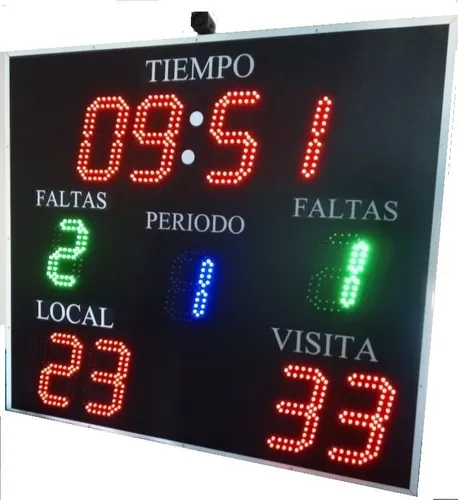 TIEMPO
09:51
FALTAS PERIODO FALTAS
2 1 1
LOCAL VISITA
23 33